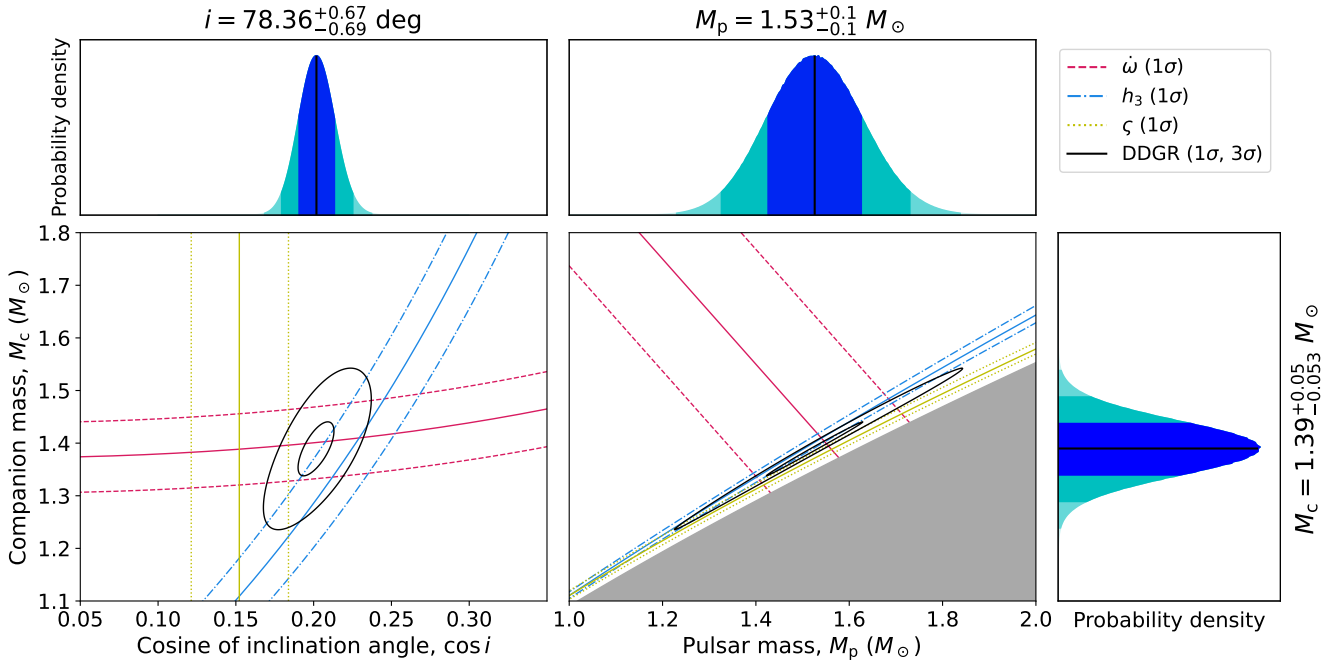 i = 78.36 +0.67 −0.69 deg
M_p = 1.53 +0.1 −0.1 M_⊙
Probability density
ω̇ (1σ)
h_3 (1σ)
ς (1σ)
DDGR (1σ, 3σ)
Companion mass, M_c (M_⊙)
1.8
1.7
1.6
1.5
1.4
1.3
1.2
1.1
0.05 0.10 0.15 0.20 0.25 0.30
Cosine of inclination angle, cos i
1.0 1.2 1.4 1.6 1.8 2.0
Pulsar mass, M_p (M_⊙)
M_c = 1.39 +0.05 −0.053 M_⊙
Probability density